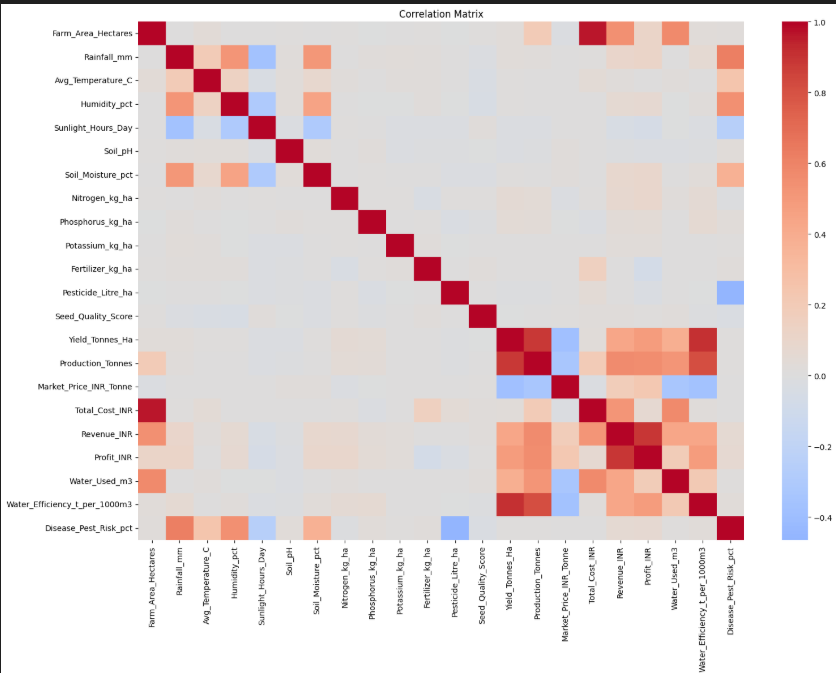 Correlation Matrix
Farm_Area_Hectares
Rainfall_mm
Avg_Temperature_C
Humidity_pct
Sunlight_Hours_Day
Soil_pH
Soil_Moisture_pct
Nitrogen_kg_ha
Phosphorus_kg_ha
Potassium_kg_ha
Fertilizer_kg_ha
Pesticide_Litre_ha
Seed_Quality_Score
Yield_Tonnes_Ha
Production_Tonnes
Market_Price_INR_Tonne
Total_Cost_INR
Revenue_INR
Profit_INR
Water_Used_m3
Water_Efficiency_t_per_1000m3
Disease_Pest_Risk_pct
Farm_Area_Hectares
Rainfall_mm
Avg_Temperature_C
Humidity_pct
Sunlight_Hours_Day
Soil_pH
Soil_Moisture_pct
Nitrogen_kg_ha
Phosphorus_kg_ha
Potassium_kg_ha
Fertilizer_kg_ha
Pesticide_Litre_ha
Seed_Quality_Score
Yield_Tonnes_Ha
Production_Tonnes
Market_Price_INR_Tonne
Total_Cost_INR
Revenue_INR
Profit_INR
Water_Used_m3
Water_Efficiency_t_per_1000m3
Disease_Pest_Risk_pct
1.0
0.8
0.6
0.4
0.2
0.0
−0.2
−0.4